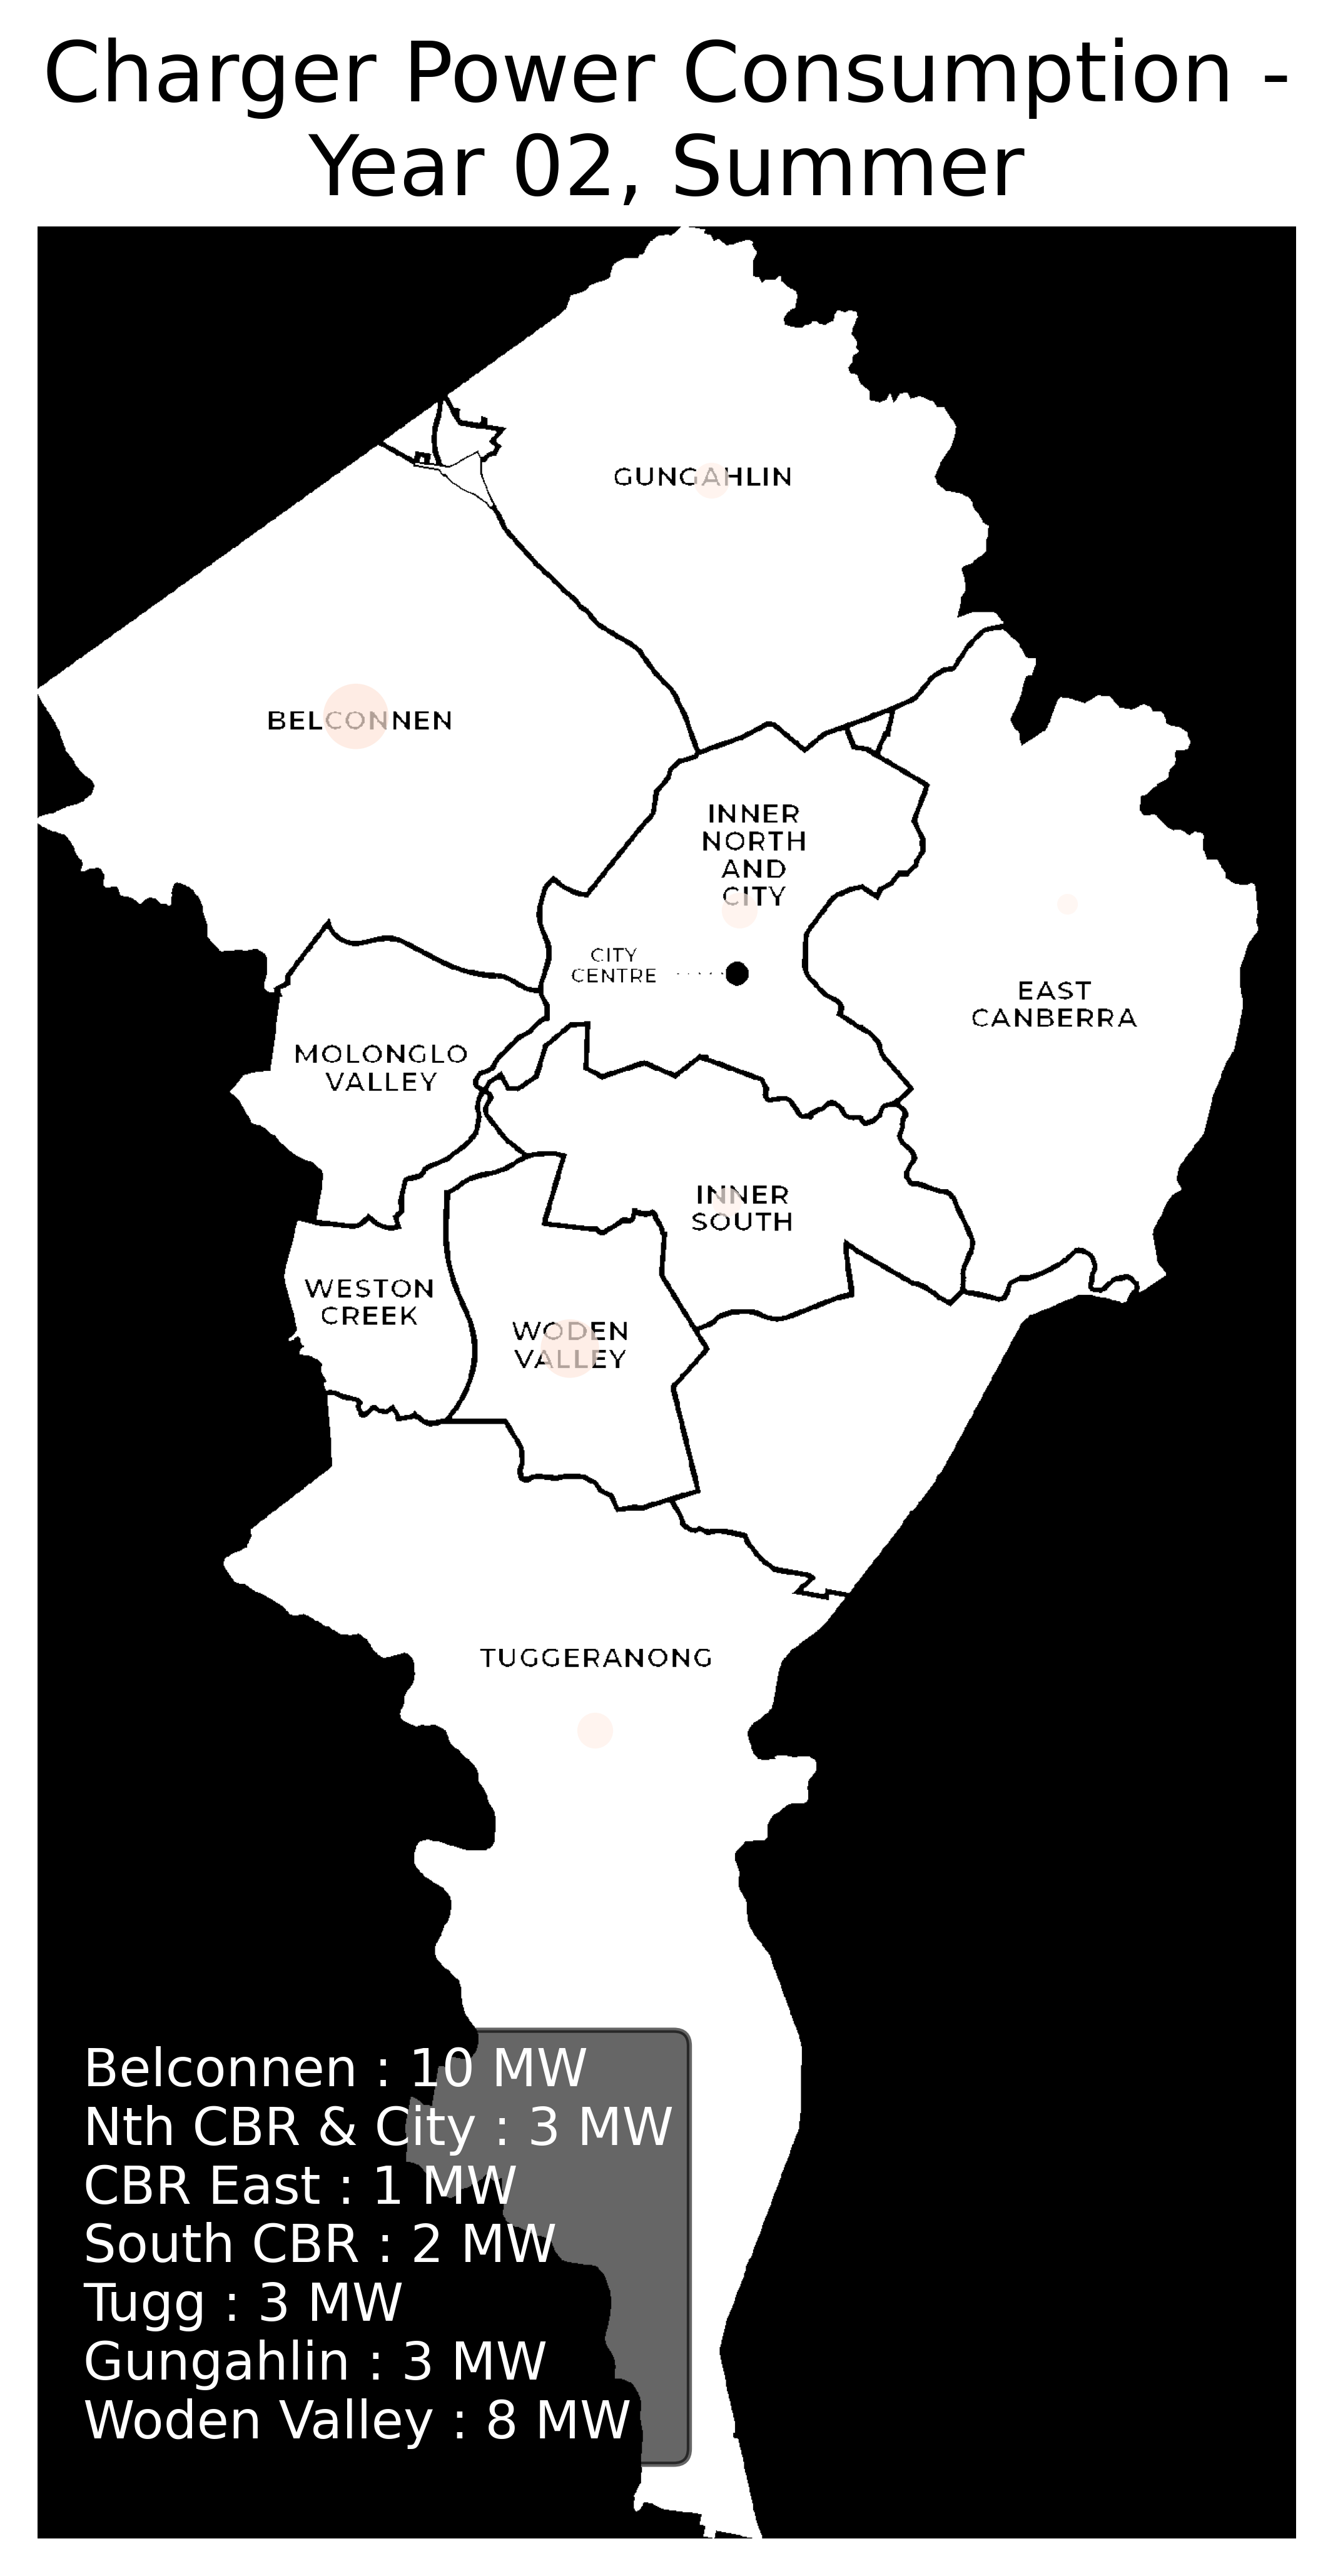 Charger Power Consumption -
Year 02, Summer
GUNGAHLIN
BELCONNEN
INNER
NORTH
AND
CITY
CITY
CENTRE
EAST
CANBERRA
MOLONGLO
VALLEY
INNER
SOUTH
WESTON
CREEK
WODEN
VALLEY
TUGGERANONG
Belconnen : 10 MW
Nth CBR & City : 3 MW
CBR East : 1 MW
South CBR : 2 MW
Tugg : 3 MW
Gungahlin : 3 MW
Woden Valley : 8 MW